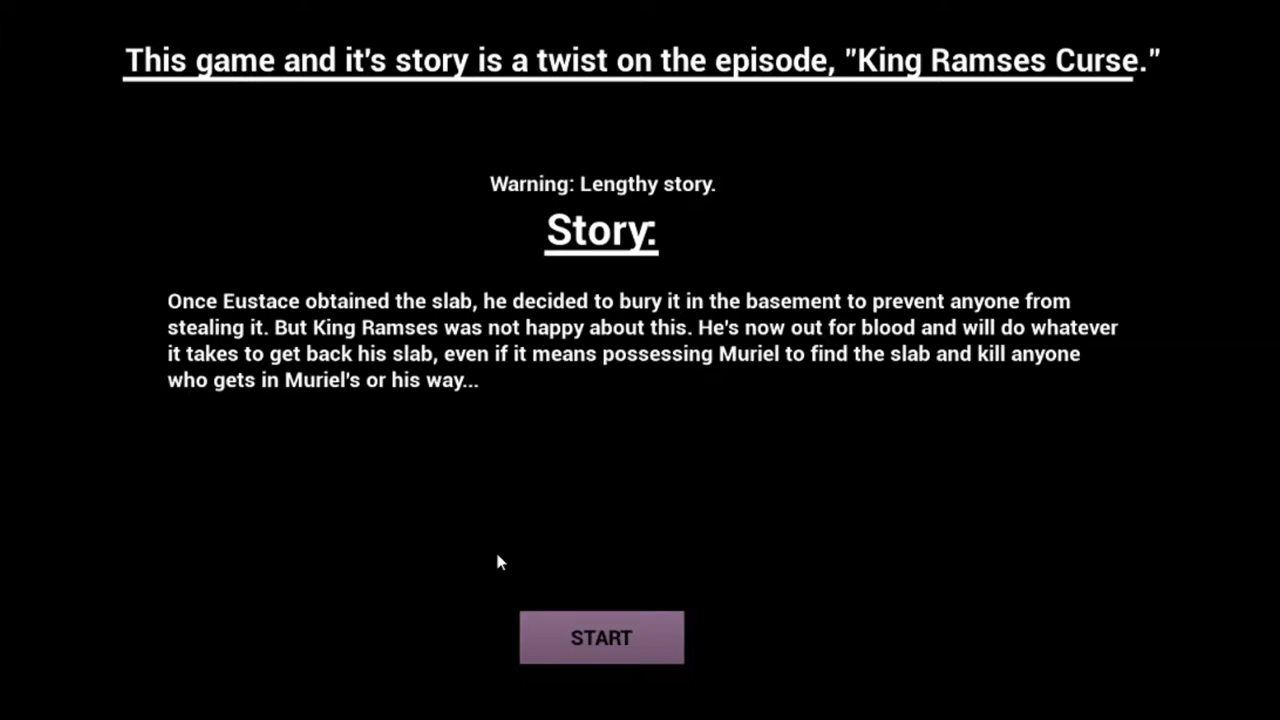 This game and it's story is a twist on the episode, "King Ramses Curse."
Warning: Lengthy story.
Story:
Once Eustace obtained the slab, he decided to bury it in the basement to prevent anyone from
stealing it. But King Ramses was not happy about this. He's now out for blood and will do whatever
it takes to get back his slab, even if it means possessing Muriel to find the slab and kill anyone
who gets in Muriel's or his way...
START